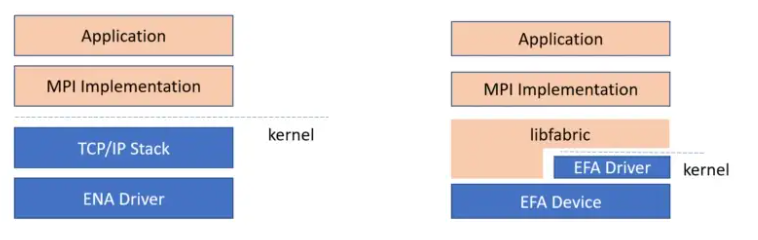 Application
MPI Implementation
kernel
TCP/IP Stack
ENA Driver
Application
MPI Implementation
libfabric
EFA Driver
kernel
EFA Device